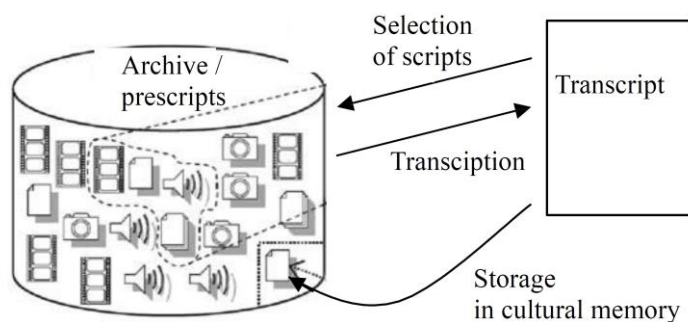 Archive /
prescripts
Selection
of scripts
Transcript
Transciption
Storage
in cultural memory